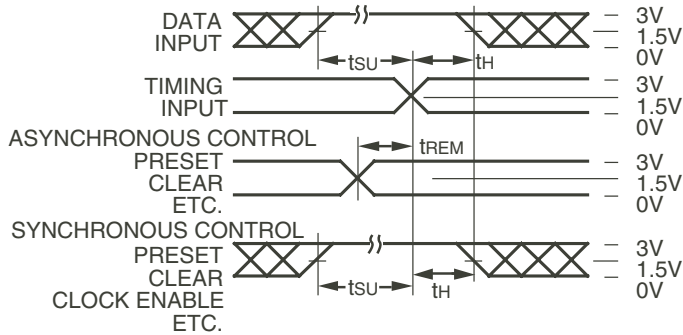 DATA
INPUT
3V
1.5V
0V
tSU
tH
TIMING
INPUT
3V
1.5V
0V
ASYNCHRONOUS CONTROL
tREM
PRESET
CLEAR
ETC.
3V
1.5V
0V
SYNCHRONOUS CONTROL
PRESET
CLEAR
CLOCK ENABLE
ETC.
3V
1.5V
0V
tSU
tH